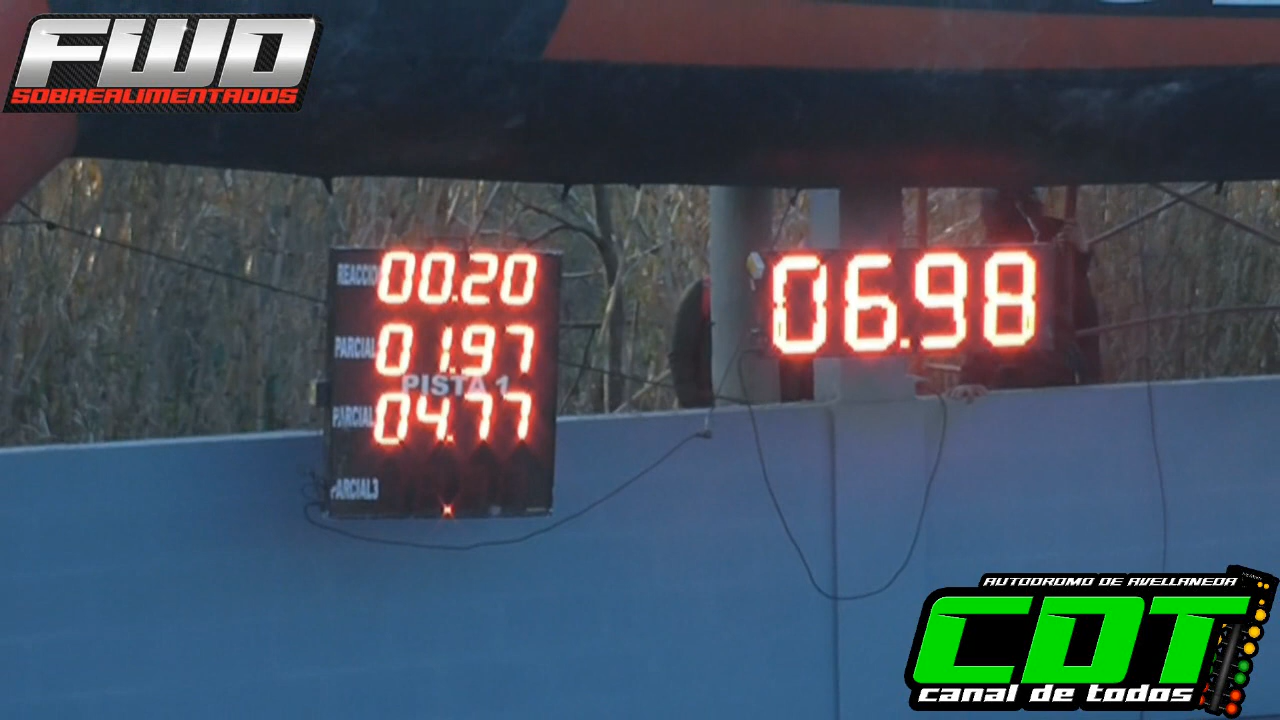 FWD
SOBREALIMENTADOS
REACCIO 00.20
PARCIAL 01.97
PISTA 1
PARCIAL 04.77
PARCIAL3
06.98
AUTODROMO DE AVELLANEDA
CDT
canal de todos